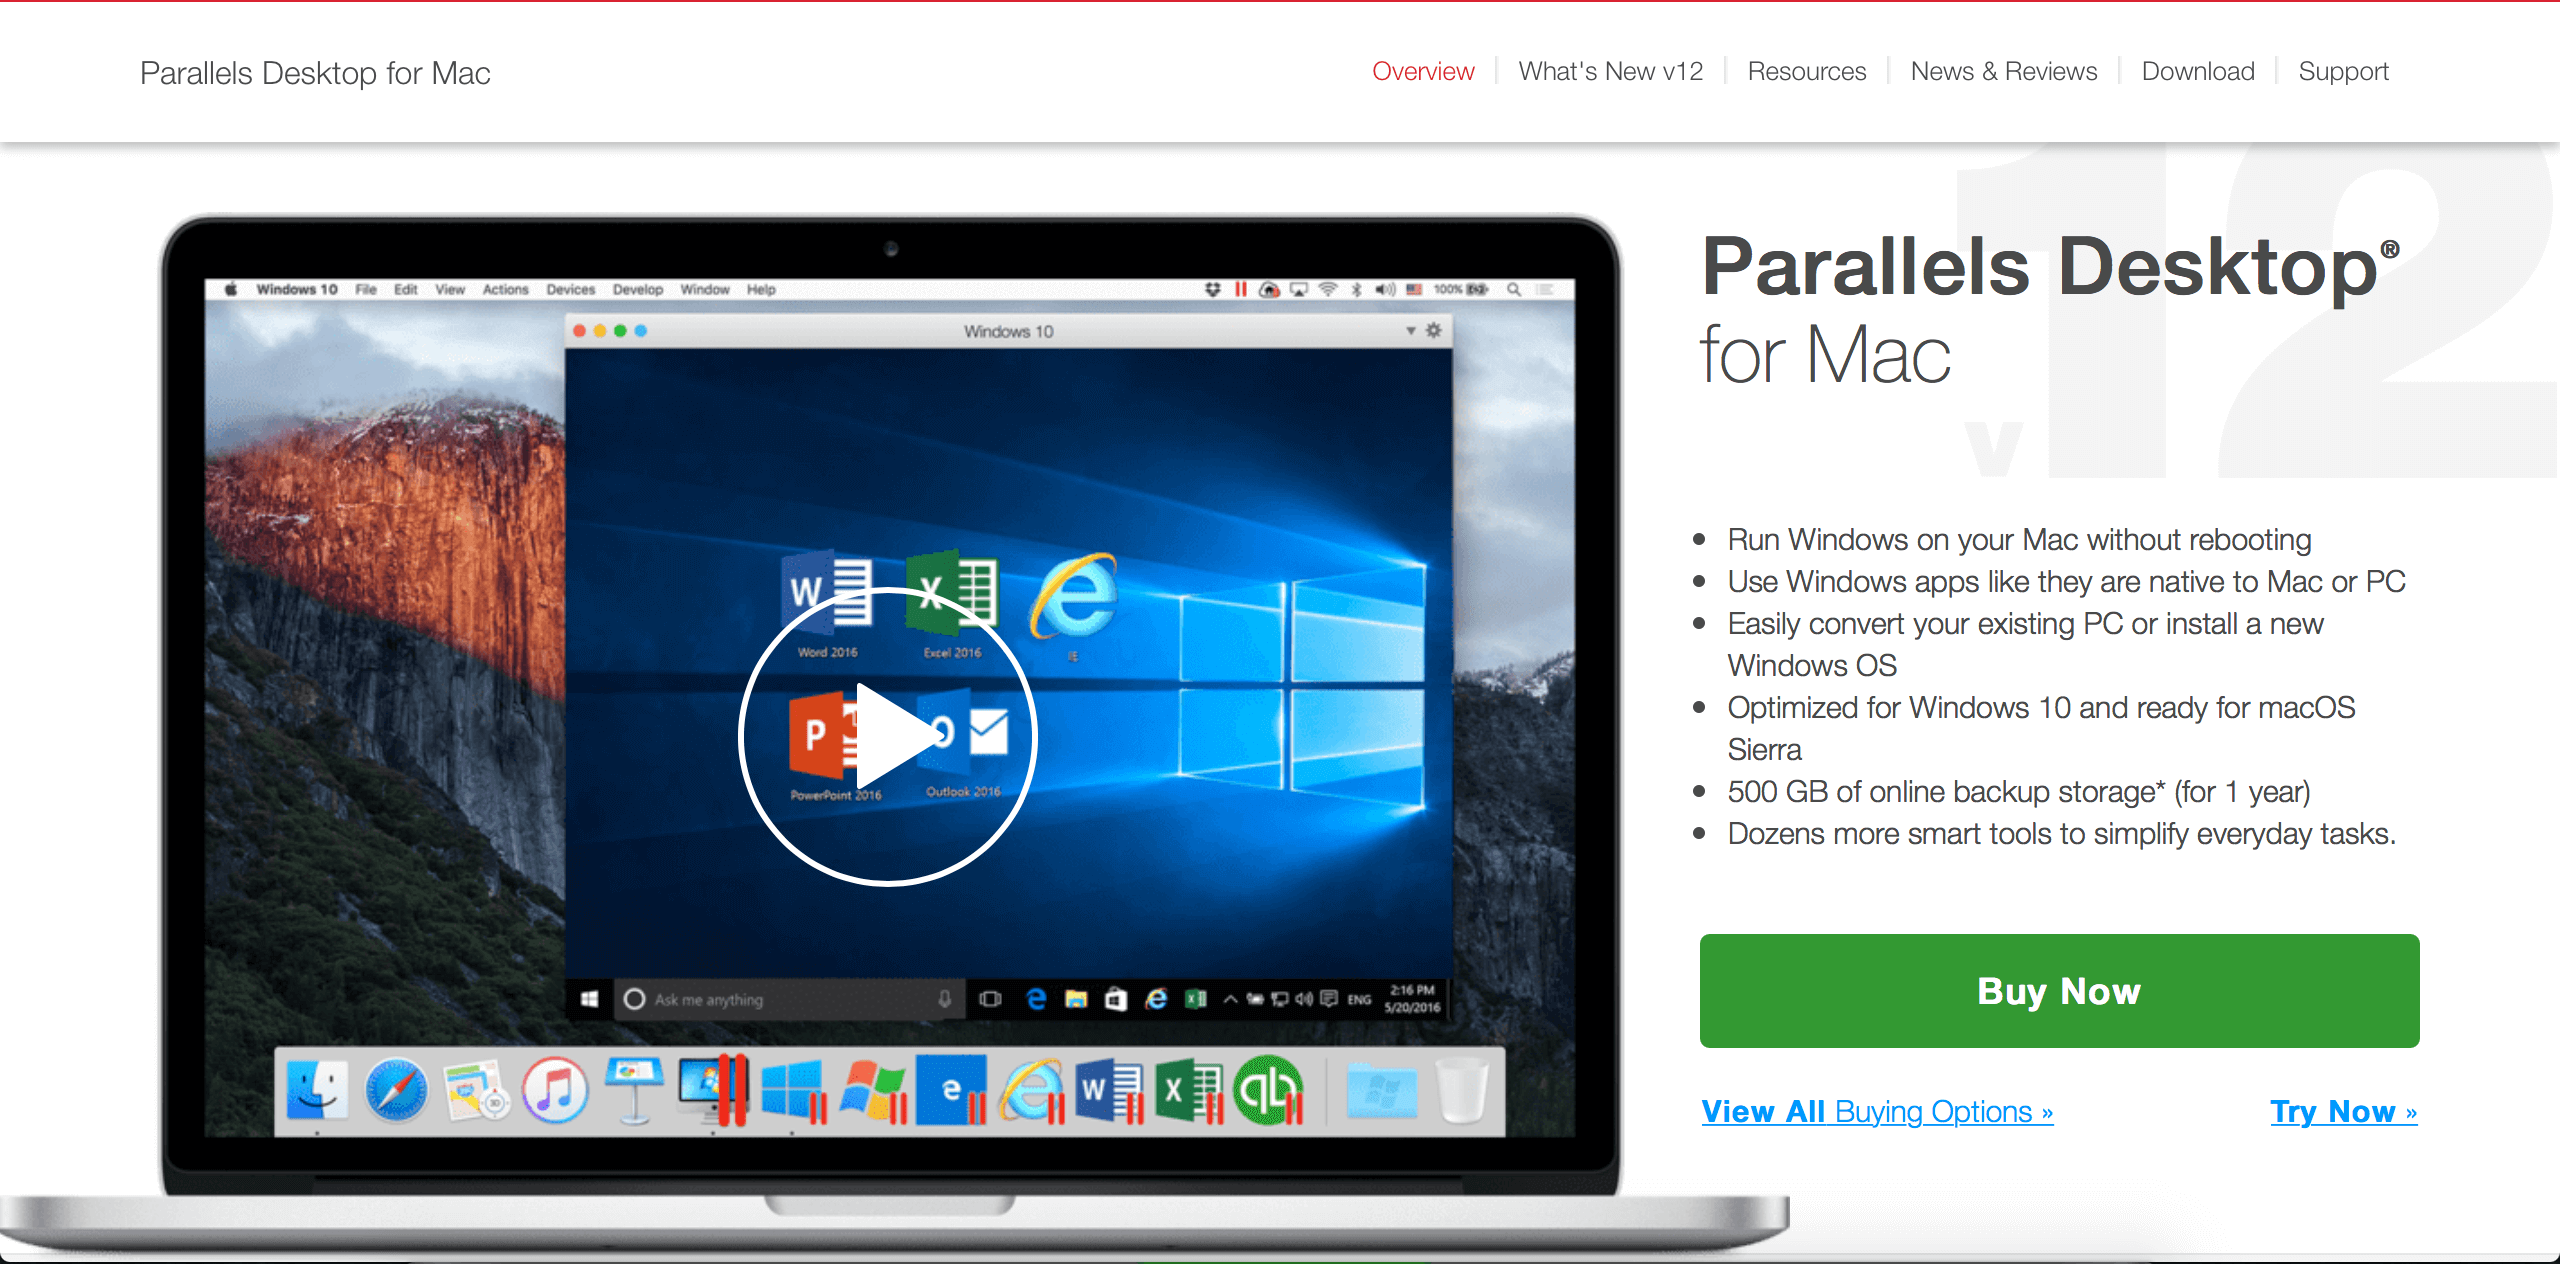 Parallels Desktop for Mac
Overview
What's New v12
Resources
News & Reviews
Download
Support
Windows 10 File Edit View Actions Devices Develop Window Help
100%
Windows 10
Word 2016
Excel 2016
IE
PowerPoint 2016
Outlook 2016
Ask me anything
ENG
2:16 PM
5/20/2016
v12
Parallels Desktop®
for Mac
• Run Windows on your Mac without rebooting
• Use Windows apps like they are native to Mac or PC
• Easily convert your existing PC or install a new
Windows OS
• Optimized for Windows 10 and ready for macOS
Sierra
• 500 GB of online backup storage* (for 1 year)
• Dozens more smart tools to simplify everyday tasks.
Buy Now
View All Buying Options »
Try Now »